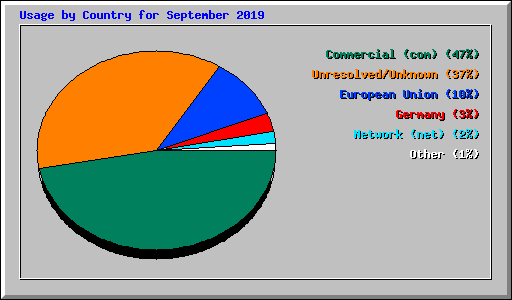 Usage by Country for September 2019
Commercial (com) (47%)
Unresolved/Unknown (37%)
European Union (10%)
Germany (3%)
Network (net) (2%)
Other (1%)